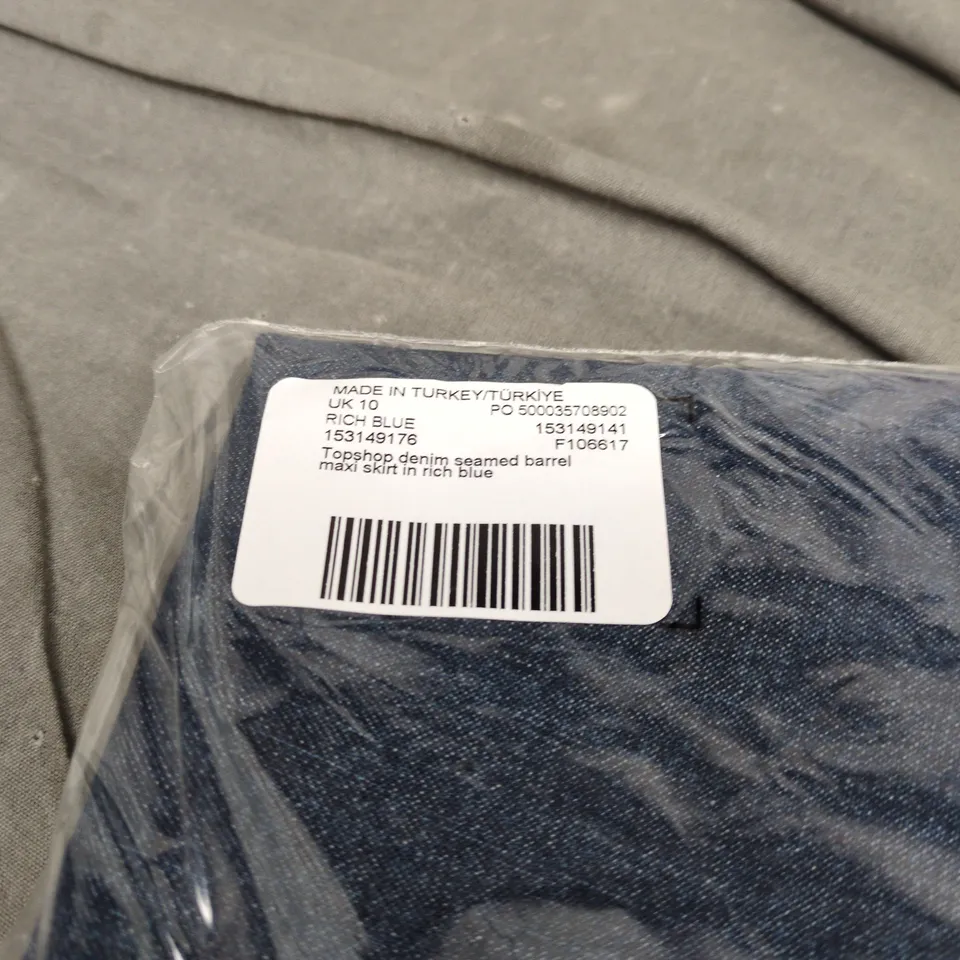 MADE IN TURKEY/TÜRKİYE
UK 10 PO 500035708902
RICH BLUE 153149141
153149176 F106617
Topshop denim seamed barrel
maxi skirt in rich blue